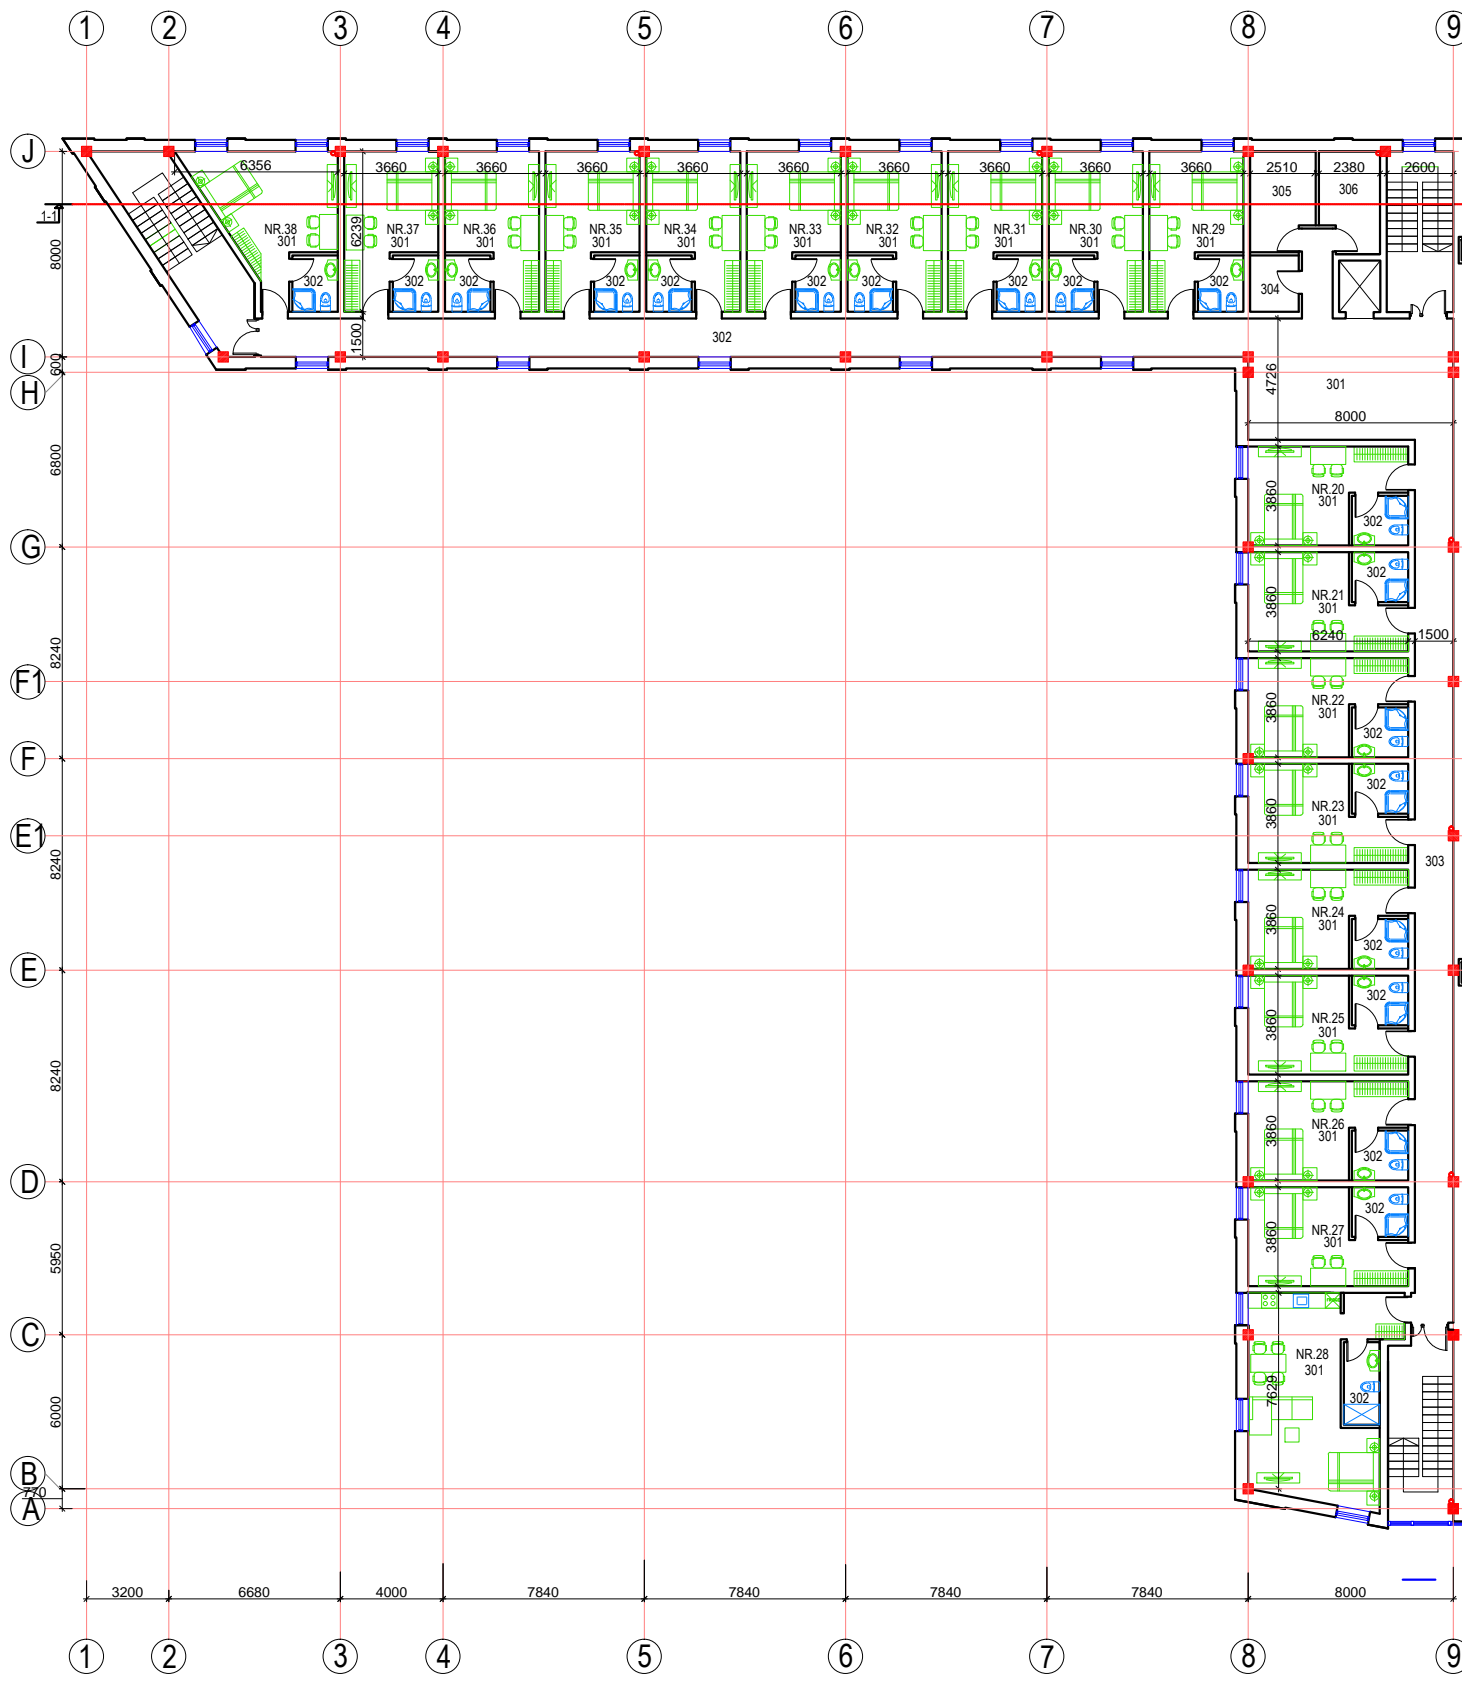 1 2 3 4 5 6 7 8 9
J
6356 3660 3660 3660 3660 3660 3660 3660 3660 3660 2510 2380 2600
305 306
1-1
NR.38 NR.37 NR.36 NR.35 NR.34 NR.33 NR.32 NR.31 NR.30 NR.29
301 301 301 301 301 301 301 301 301 301
6239
8000
302 302 302 302 302 302 302 302 302 302
304
1500
302
I
600
H
4726
301
8000
6800
3860
NR.20
301
302
G
302
3860
NR.21
301
6240 1500
8240
F1
NR.22
301
3860
302
F
302
3860
NR.23
301
E1
8240
303
NR.24
301
3860
302
E
302
3860
NR.25
301
8240
NR.26
301
3860
302
D
302
3860
NR.27
301
5950
C
NR.28
301
7629
302
6000
B
770
A
3200 6680 4000 7840 7840 7840 7840 8000
1 2 3 4 5 6 7 8 9